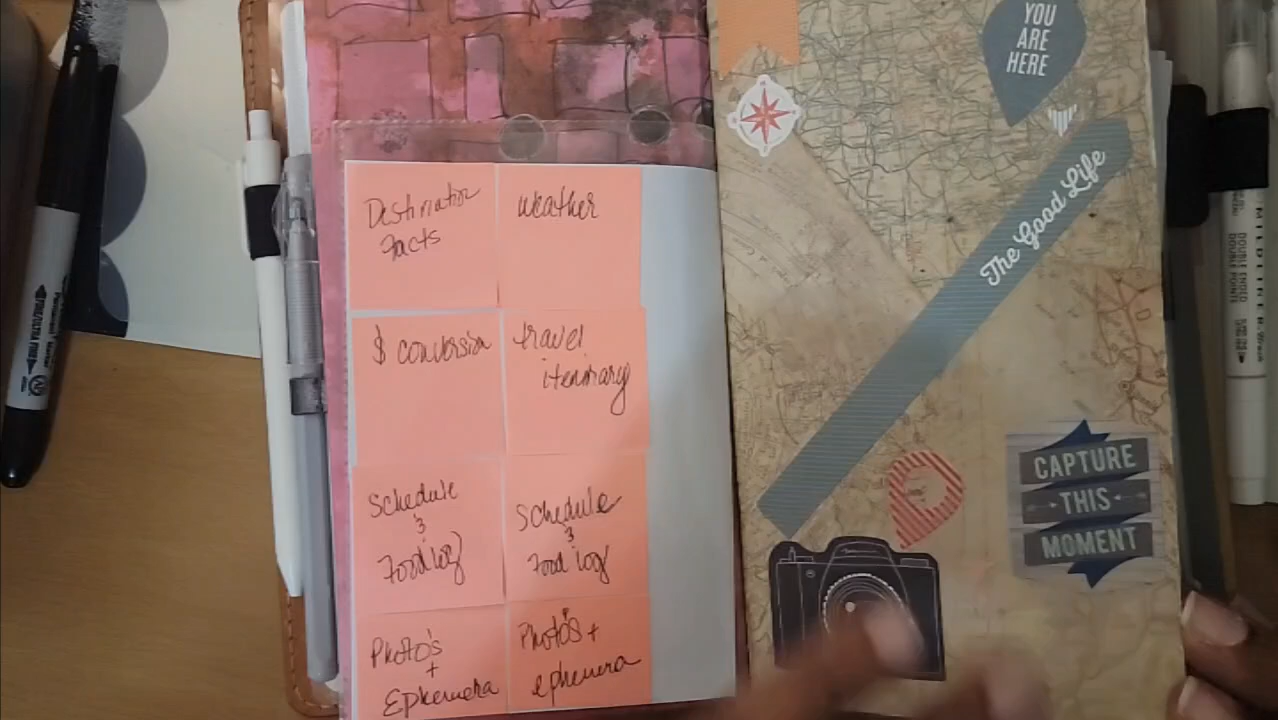 Destination
Facts
Weather
$ conversion
travel
itenirary
Schedule
&
Food log
Schedule
&
Food log
Photo's
+
Ephemera
Photo's +
ephemera
YOU
ARE
HERE
The Good Life
CAPTURE
THIS
MOMENT